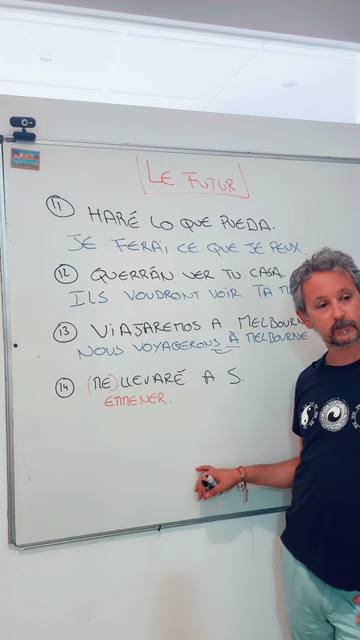 LE FUTUR
11 HARÉ LO QUE PUEDA.
JE FERAI, CE QUE JE PEUX.
12 QUERRÁN VER TU CASA.
ILS VOUDRONT VOIR TA
13 VIAJAREMOS A MELBOURNE
NOUS VOYAGERONS À MELBOURNE
14 (ME) LLEVARÉ A S.
EMMENER.